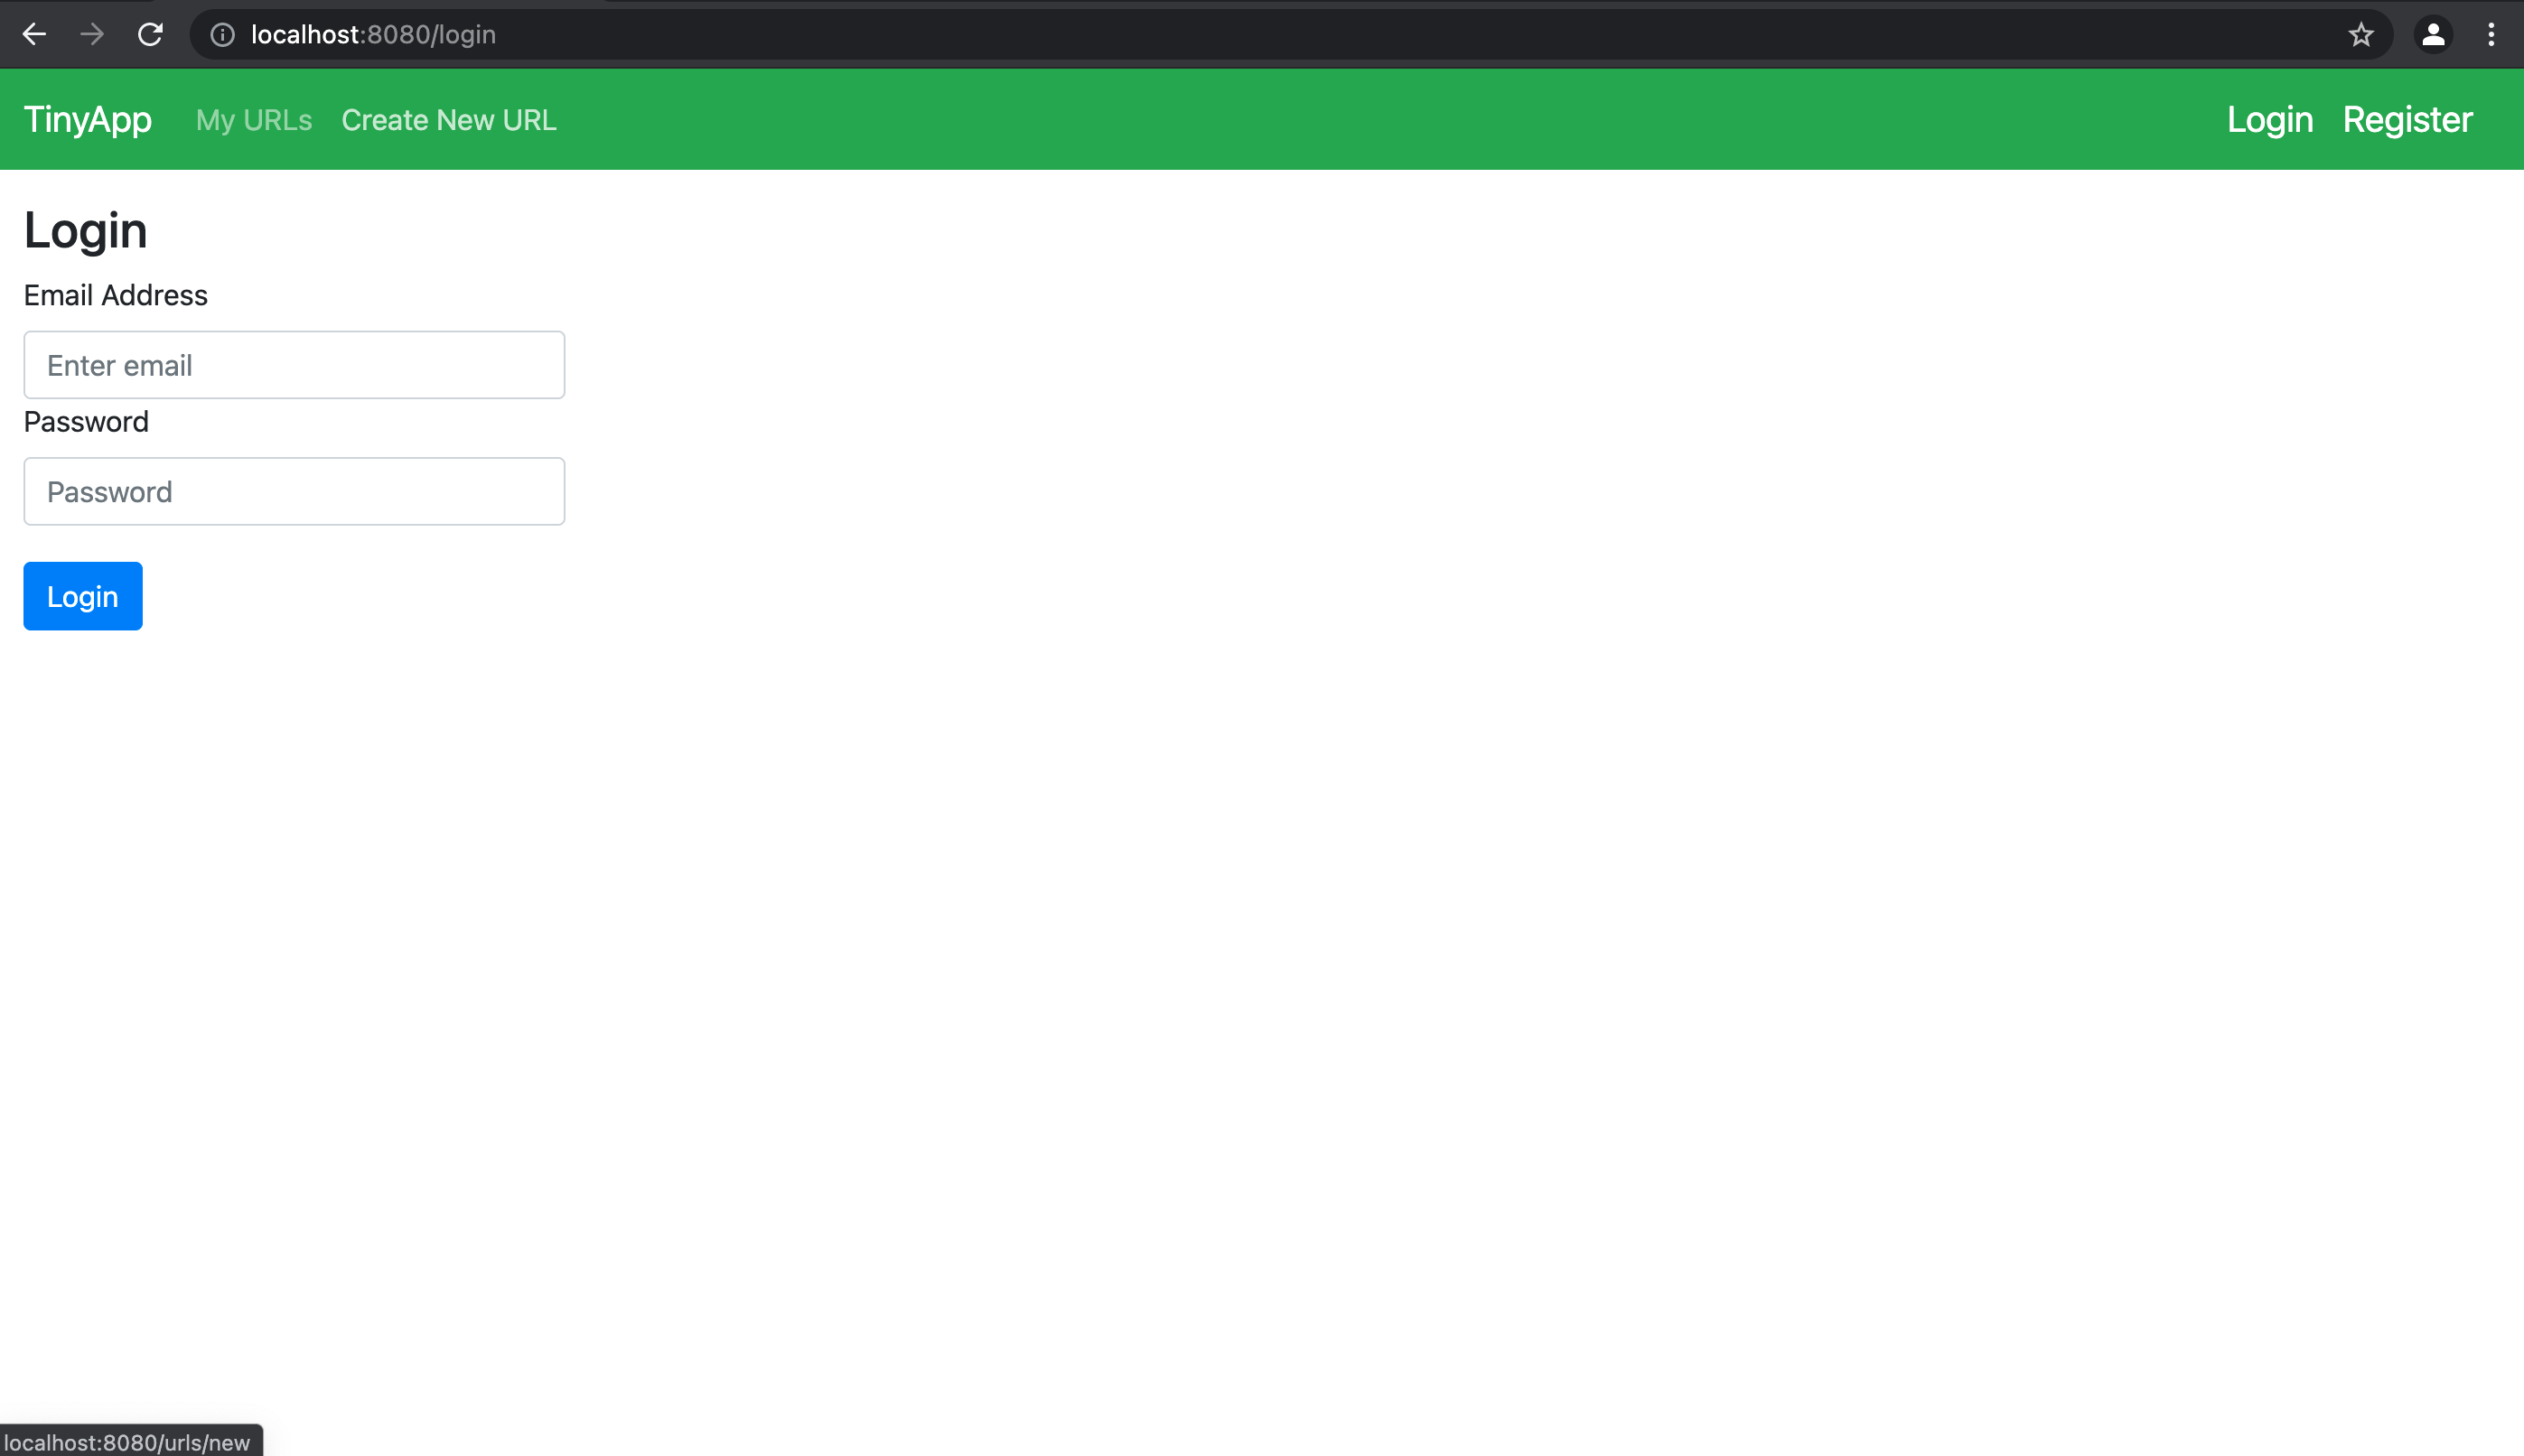 localhost:8080/login
TinyApp My URLs Create New URL Login Register
Login
Email Address
Enter email
Password
Password
Login
localhost:8080/urls/new